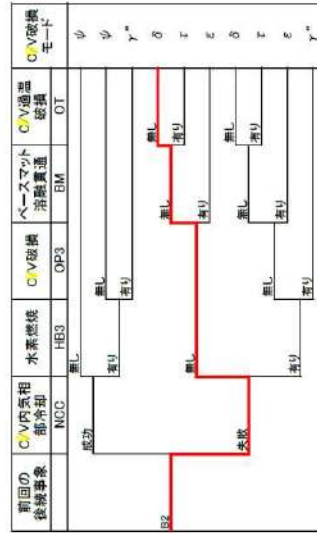 前回の
後続事象
C/V内気相
部冷却
NCC
水素燃焼
HB3
C/V破損
OP3
ベースマット
溶融貫通
BM
C/V過温
破損
OT
C/V破損
モード
無し
ψ
成功
無し
ψ
有り
有り
γ"
無し
δ
B2
無し
有り
τ
無し
有り
ε
無し
δ
失敗
無し
有り
τ
無し
有り
ε
有り
有り
γ"